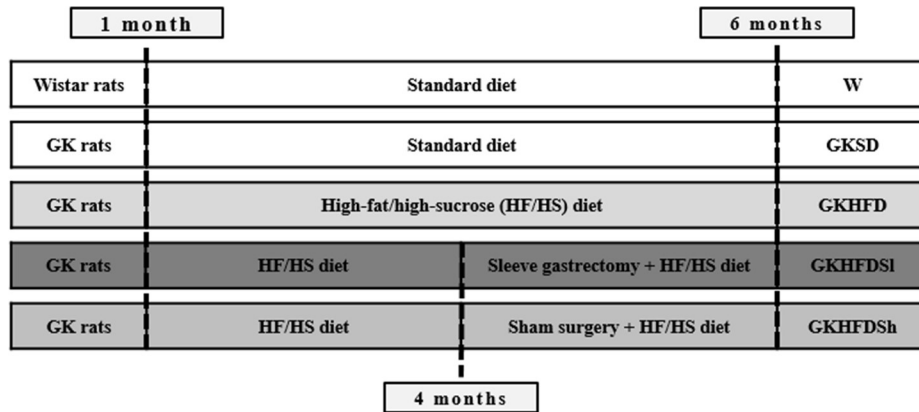 1 month
6 months
Wistar rats Standard diet W
GK rats Standard diet GKSD
GK rats High-fat/high-sucrose (HF/HS) diet GKHFD
GK rats HF/HS diet Sleeve gastrectomy + HF/HS diet GKHFDSl
GK rats HF/HS diet Sham surgery + HF/HS diet GKHFDSh
4 months